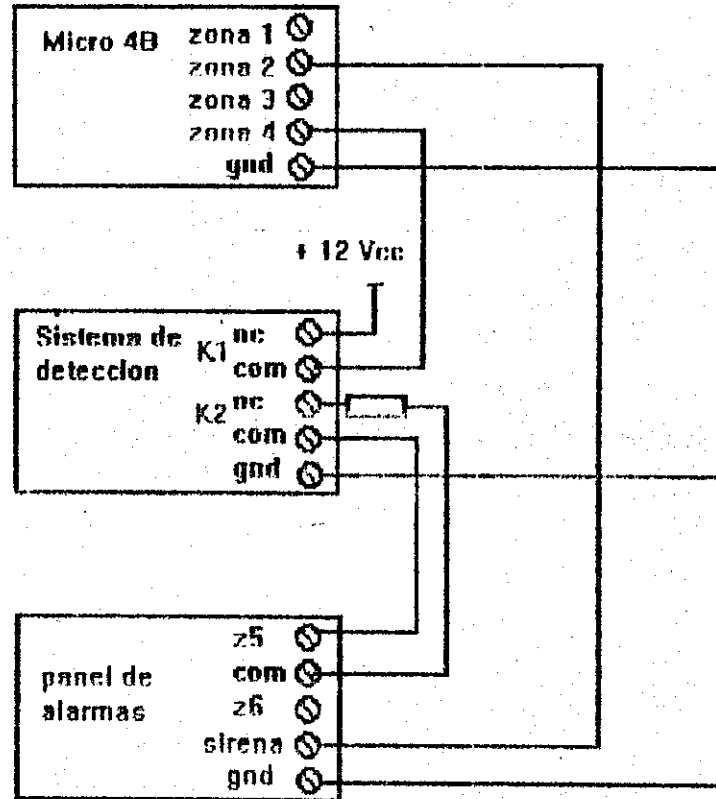 Micro 4B
zona 1
zona 2
zona 3
zona 4
gnd
+ 12 Vcc
Sistema de
deteccion
K1
nc
com
K2
nc
com
gnd
panel de
alarmas
z5
com
z6
sirena
gnd